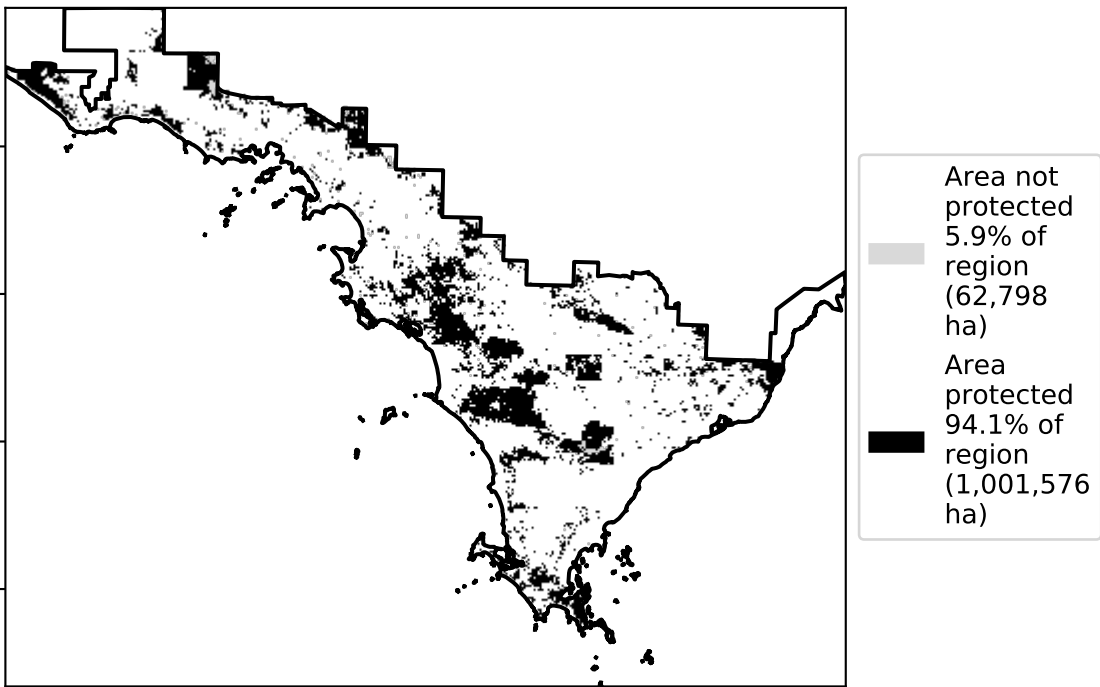 Area not
protected
5.9% of
region
(62,798
ha)
Area
protected
94.1% of
region
(1,001,576
ha)